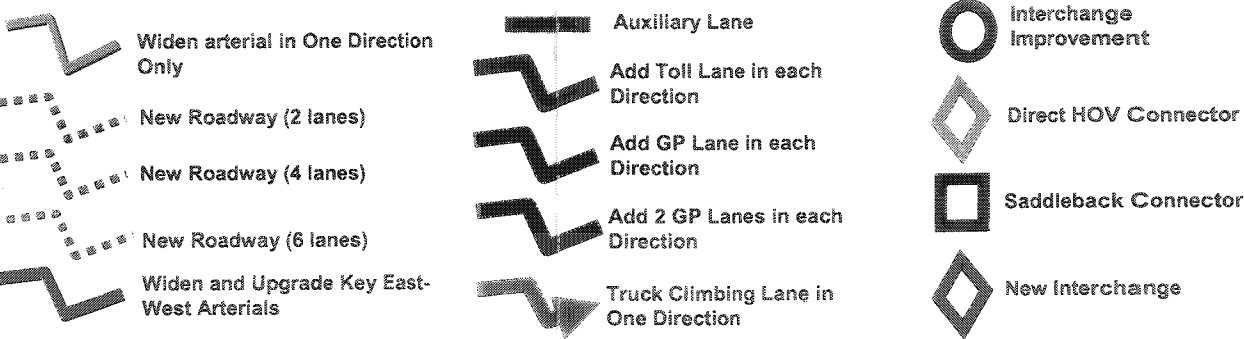 Widen arterial in One Direction
Only
New Roadway (2 lanes)
New Roadway (4 lanes)
New Roadway (6 lanes)
Widen and Upgrade Key East-
West Arterials
Auxiliary Lane
Add Toll Lane in each
Direction
Add GP Lane in each
Direction
Add 2 GP Lanes in each
Direction
Truck Climbing Lane in
One Direction
Interchange
Improvement
Direct HOV Connector
Saddleback Connector
New Interchange